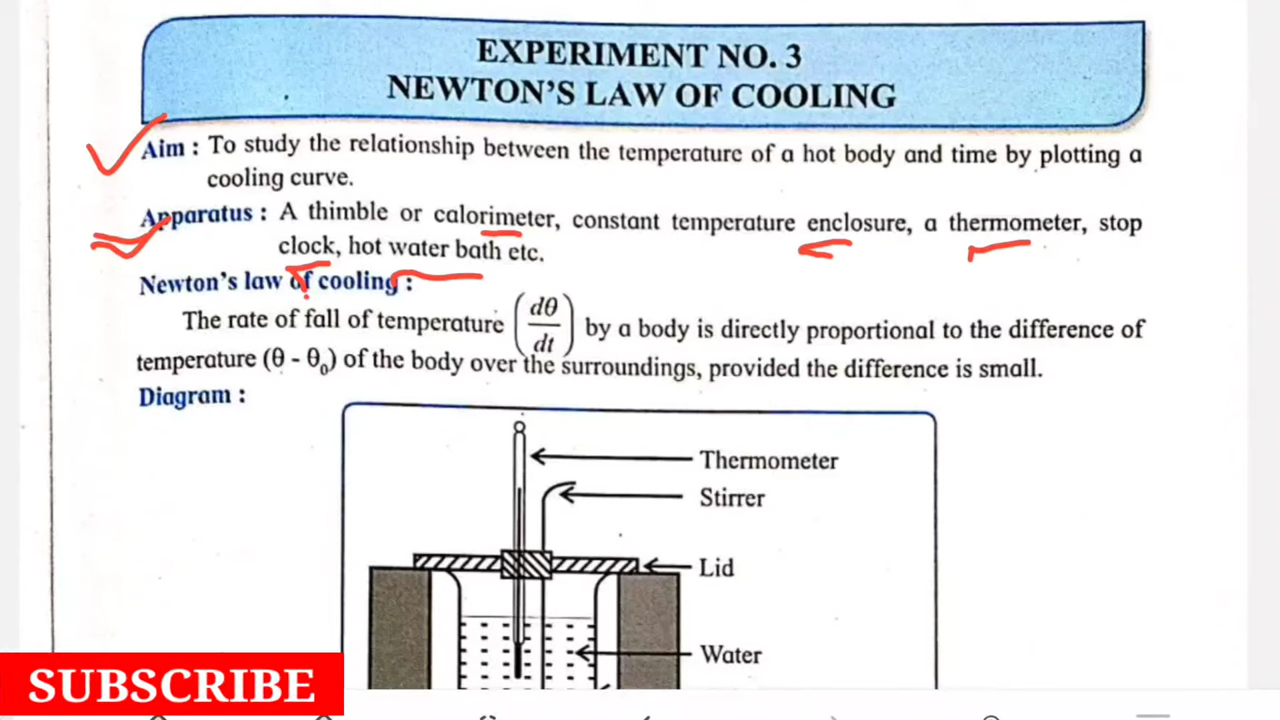 EXPERIMENT NO. 3
NEWTON'S LAW OF COOLING
Aim : To study the relationship between the temperature of a hot body and time by plotting a
cooling curve.
Apparatus : A thimble or calorimeter, constant temperature enclosure, a thermometer, stop
clock, hot water bath etc.
Newton's law of cooling :
The rate of fall of temperature (dθ/dt) by a body is directly proportional to the difference of
temperature (θ - θ₀) of the body over the surroundings, provided the difference is small.
Diagram :
Thermometer
Stirrer
Lid
Water
SUBSCRIBE